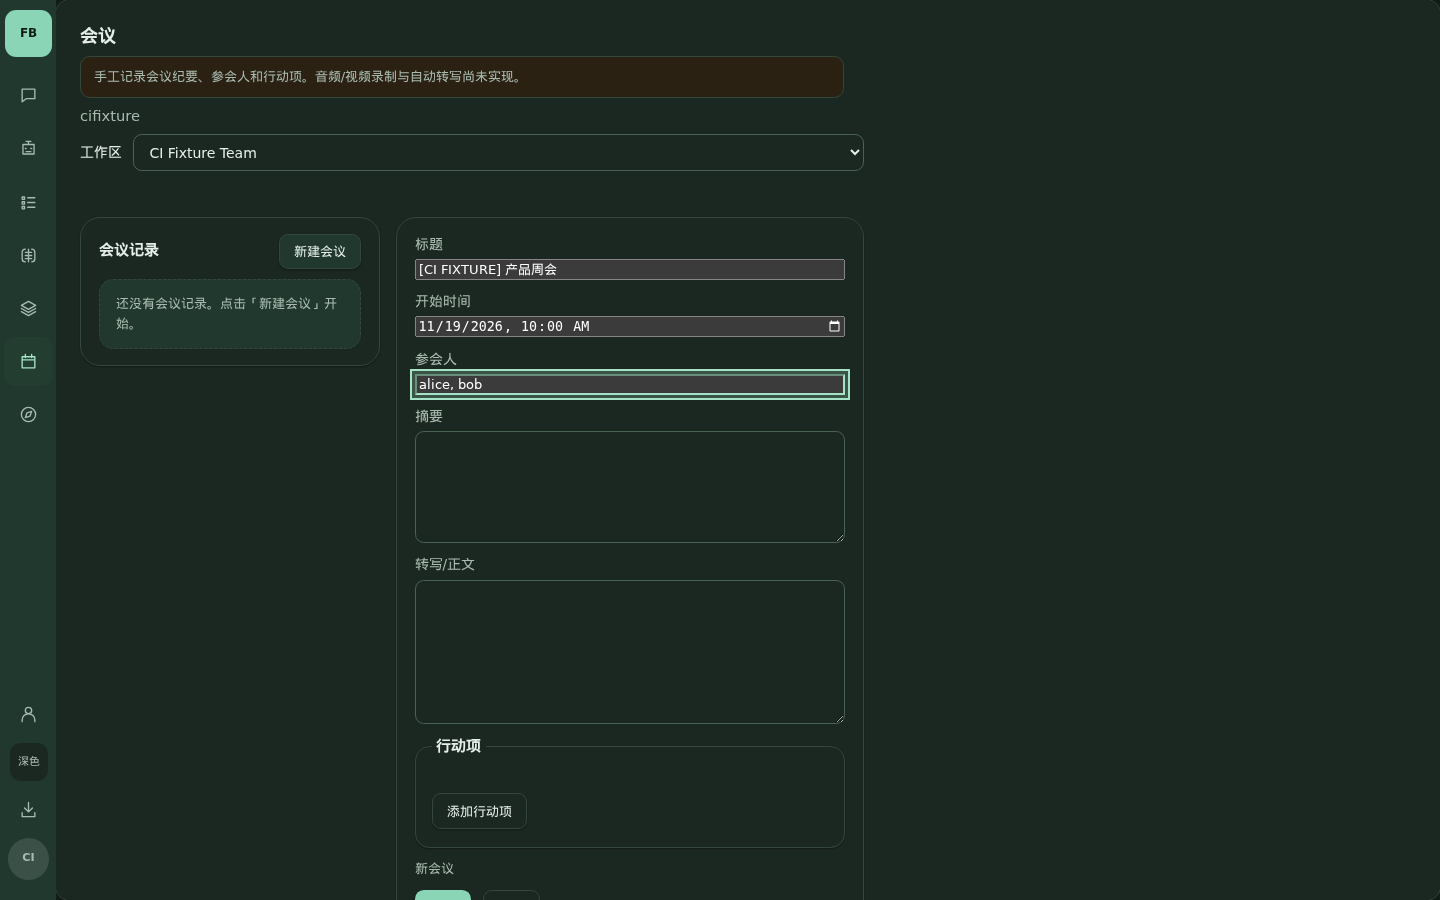 FB
会议
手工记录会议纪要、参会人和行动项。音频/视频录制与自动转写尚未实现。
cifixture
工作区
CI Fixture Team
会议记录
新建会议
还没有会议记录。点击「新建会议」开
始。
标题
[CI FIXTURE] 产品周会
开始时间
11/19/2026, 10:00 AM
参会人
alice, bob
摘要
转写/正文
行动项
添加行动项
新会议
深色
CI